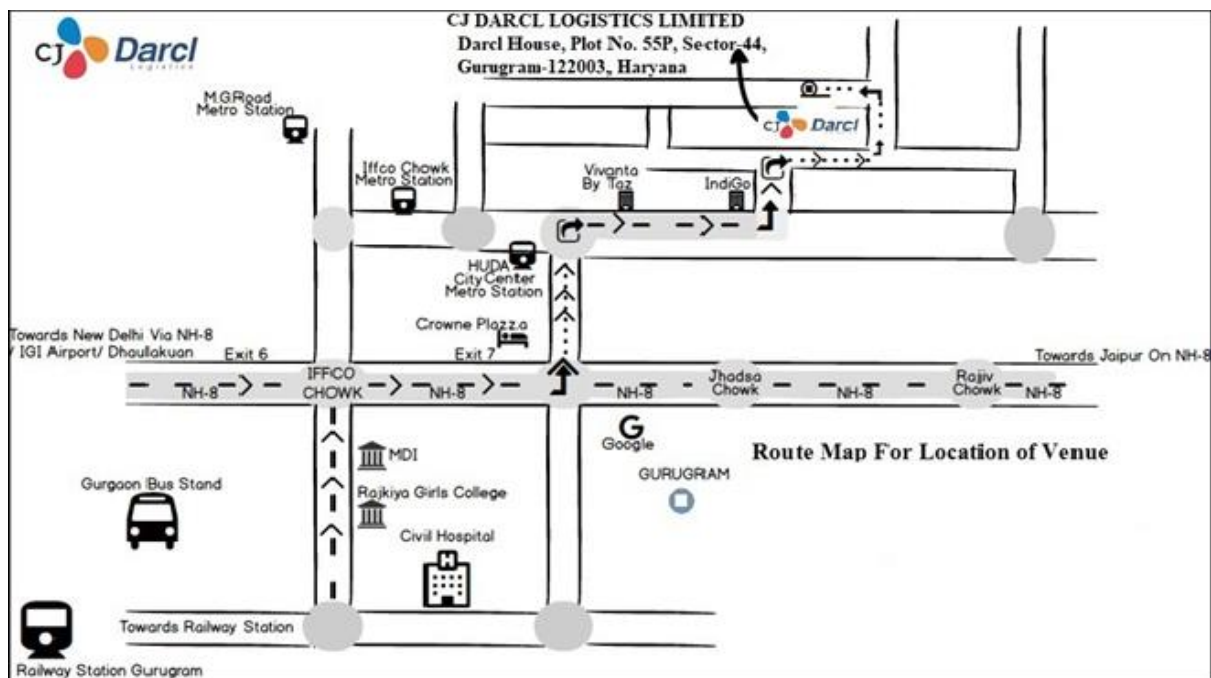 CJ Darcl
Logistics
CJ DARCL LOGISTICS LIMITED
Darcl House, Plot No. 55P, Sector-44,
Gurugram-122003, Haryana
M.G.Road
Metro Station
Iffco Chowk
Metro Station
Vivanta
By Taz
IndiGo
CJ Darcl
HUDA
City Center
Metro Station
Crowne Plazza
Towards New Delhi Via NH-8
/ IGI Airport/ Dhaullakuan
Exit 6
Exit 7
Towards Jaipur On NH-8
NH-8
IFFCO
CHOWK
NH-8
NH-8
Jhadsa
Chowk
NH-8
Rajiv
Chowk
NH-8
G
Google
MDI
Route Map For Location of Venue
GURUGRIAM
Gurgaon Bus Stand
Rajkiya Girls College
Civil Hospital
H
Towards Railway Station
Railway Station Gurugram